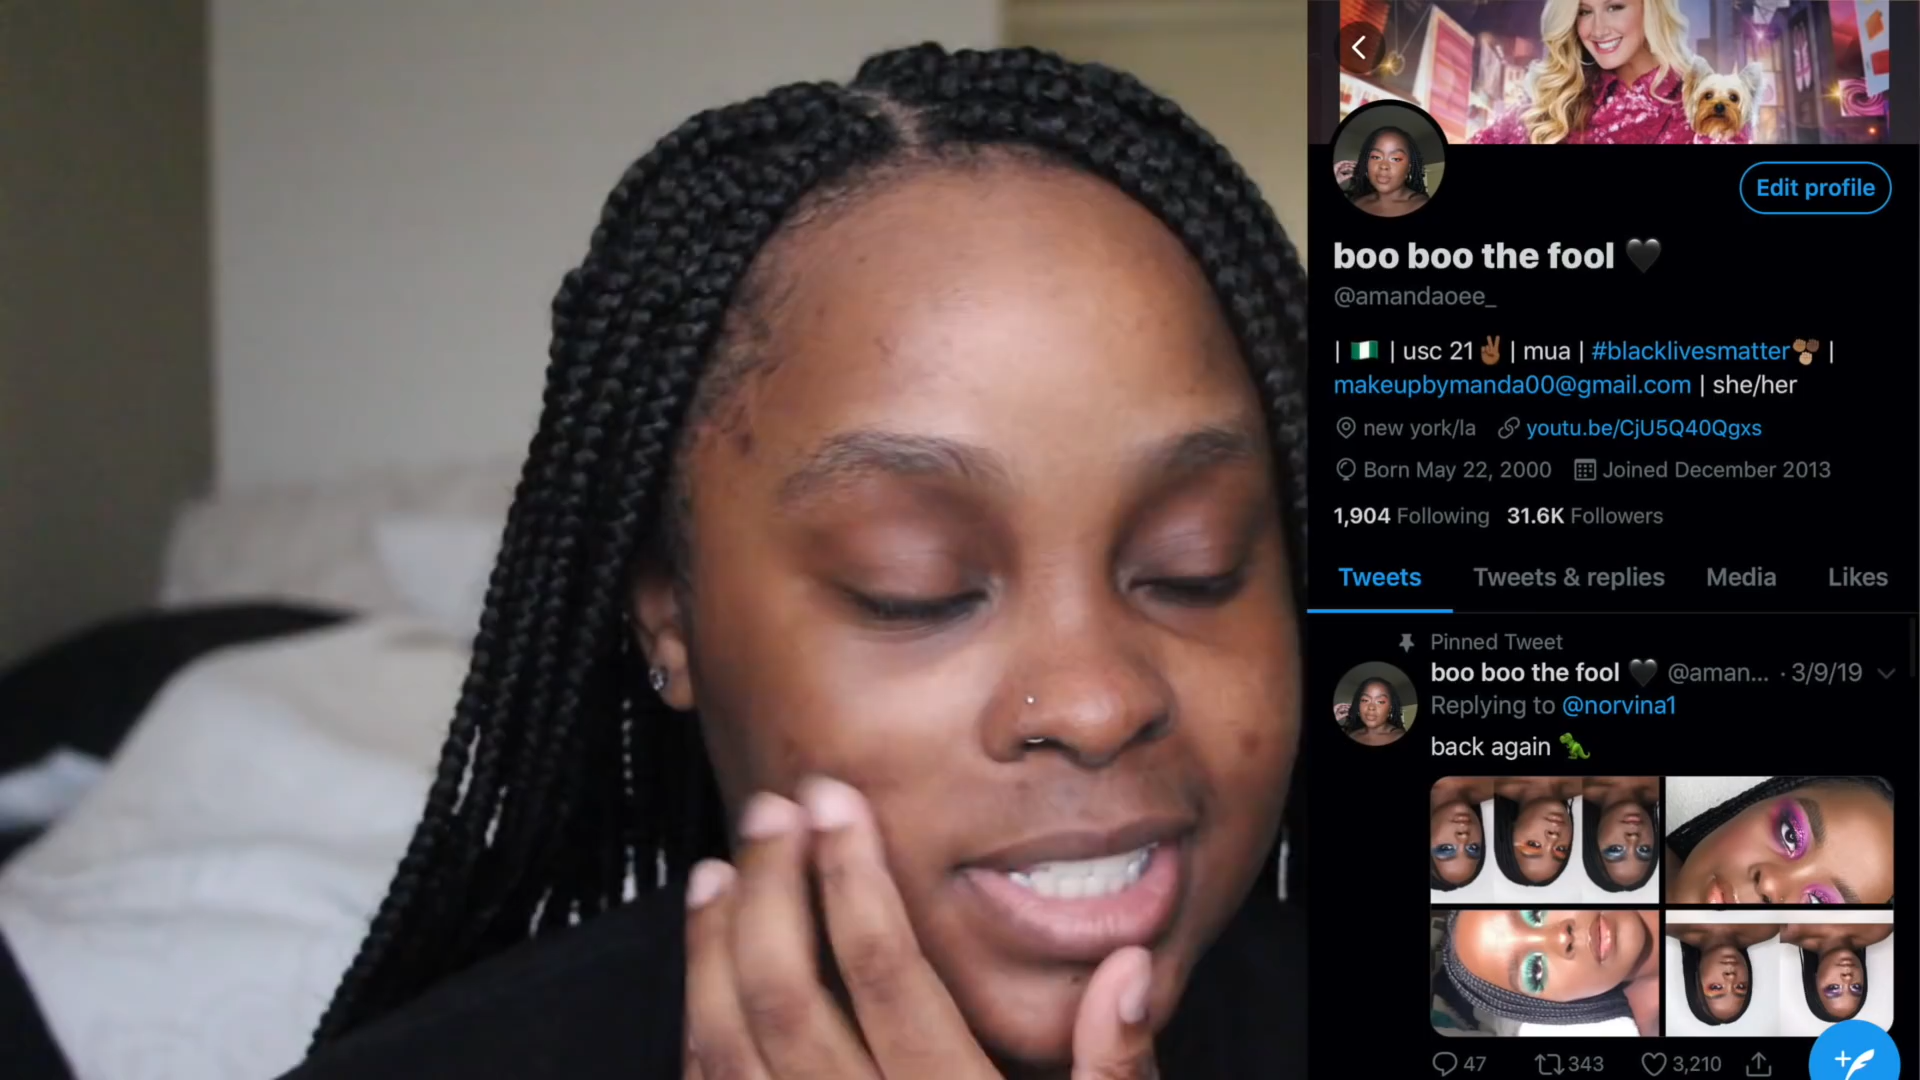 Edit profile
boo boo the fool 🖤
@amandaoee_
| 🇳🇬 | usc 21✌🏾 | mua | #blacklivesmatter |
makeupbymanda00@gmail.com | she/her
new york/la youtu.be/CjU5Q40Qgxs
Born May 22, 2000 Joined December 2013
1,904 Following 31.6K Followers
Tweets Tweets & replies Media Likes
Pinned Tweet
boo boo the fool 🖤 @aman... · 3/9/19
Replying to @norvina1
back again 🦖
47 343 3,210